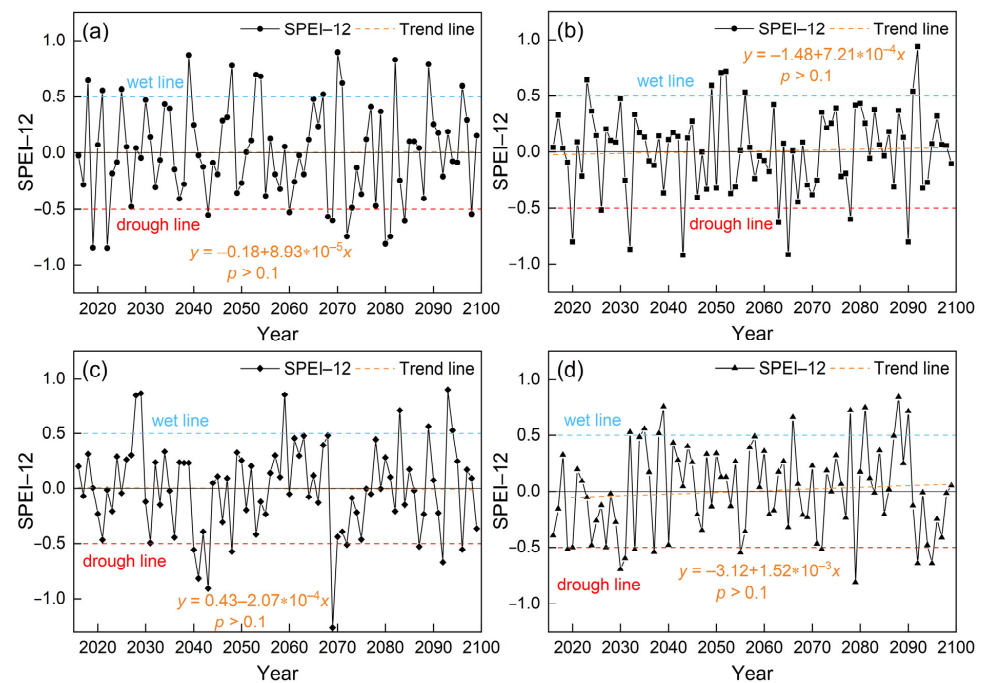 (a)
SPEI–12
Trend line
1.0
wet line
0.5
SPEI–12
0.0
−0.5
drough line
y = −0.18+8.93*10⁻⁵x
p > 0.1
−1.0
2020 2030 2040 2050 2060 2070 2080 2090 2100
Year
(b)
SPEI–12
Trend line
1.0
y = −1.48+7.21*10⁻⁴x
p > 0.1
wet line
0.5
SPEI–12
0.0
−0.5
drough line
−1.0
2020 2030 2040 2050 2060 2070 2080 2090 2100
Year
(c)
SPEI–12
Trend line
1.0
wet line
0.5
SPEI–12
0.0
−0.5
drough line
−1.0
y = 0.43−2.07*10⁻⁴x
p > 0.1
2020 2030 2040 2050 2060 2070 2080 2090 2100
Year
(d)
SPEI–12
Trend line
1.0
wet line
0.5
SPEI–12
0.0
−0.5
y = −3.12+1.52*10⁻³x
drough line
p > 0.1
−1.0
2020 2030 2040 2050 2060 2070 2080 2090 2100
Year